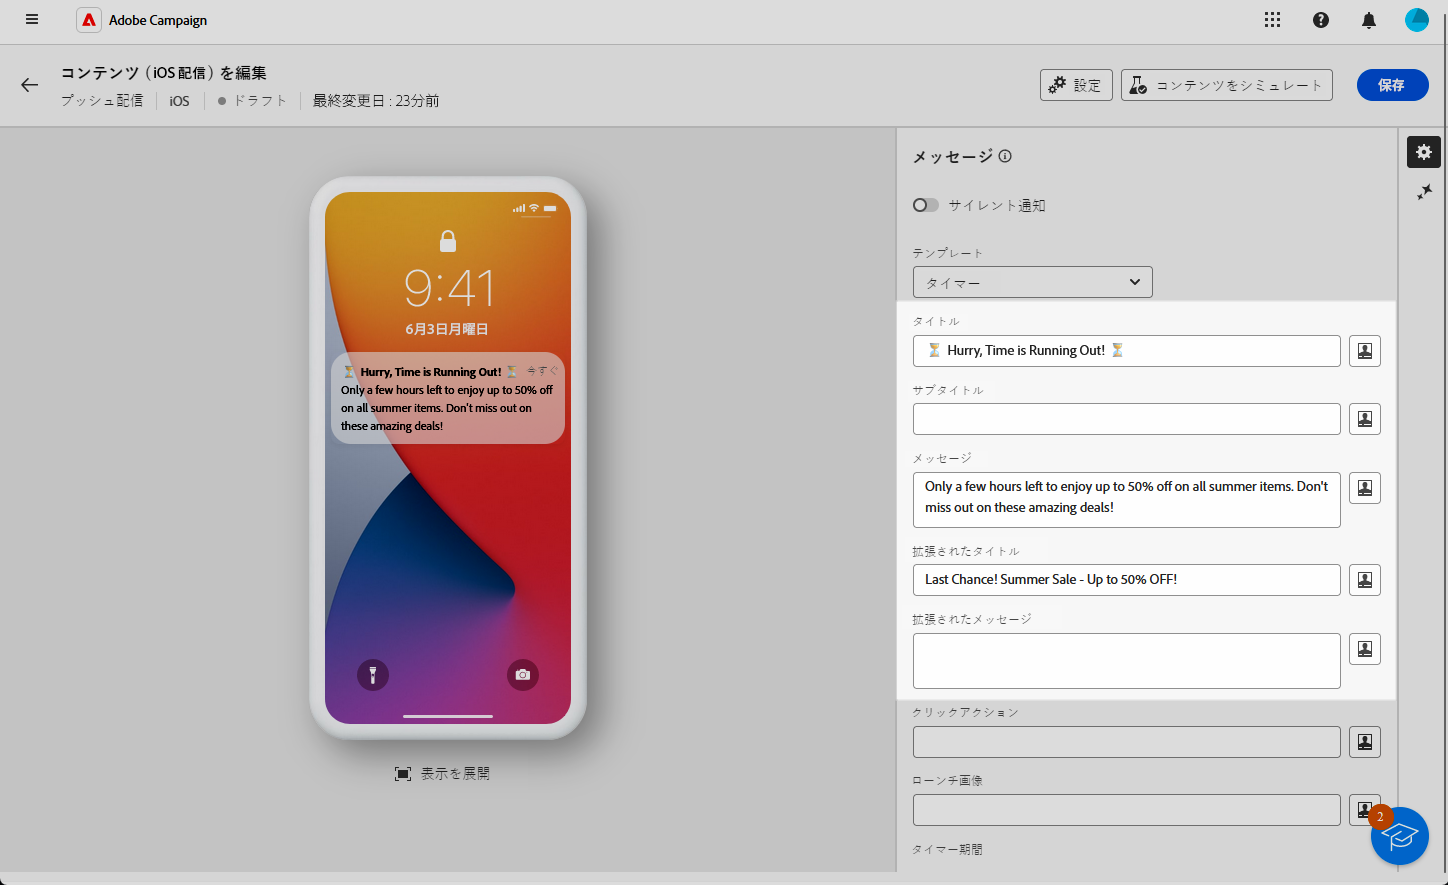 Adobe Campaign
コンテンツ（iOS 配信）を編集
プッシュ配信 iOS ドラフト 最終変更日 : 23分前
設定
コンテンツをシミュレート
保存
9:41
6月3日月曜日
⏳ Hurry, Time is Running Out! ⏳ 今すぐ
Only a few hours left to enjoy up to 50% off
on all summer items. Don't miss out on
these amazing deals!
表示を展開
メッセージ
サイレント通知
テンプレート
タイマー
タイトル
⏳ Hurry, Time is Running Out! ⏳
サブタイトル
メッセージ
Only a few hours left to enjoy up to 50% off on all summer items. Don't
miss out on these amazing deals!
拡張されたタイトル
Last Chance! Summer Sale - Up to 50% OFF!
拡張されたメッセージ
クリックアクション
ローンチ画像
2
タイマー期間